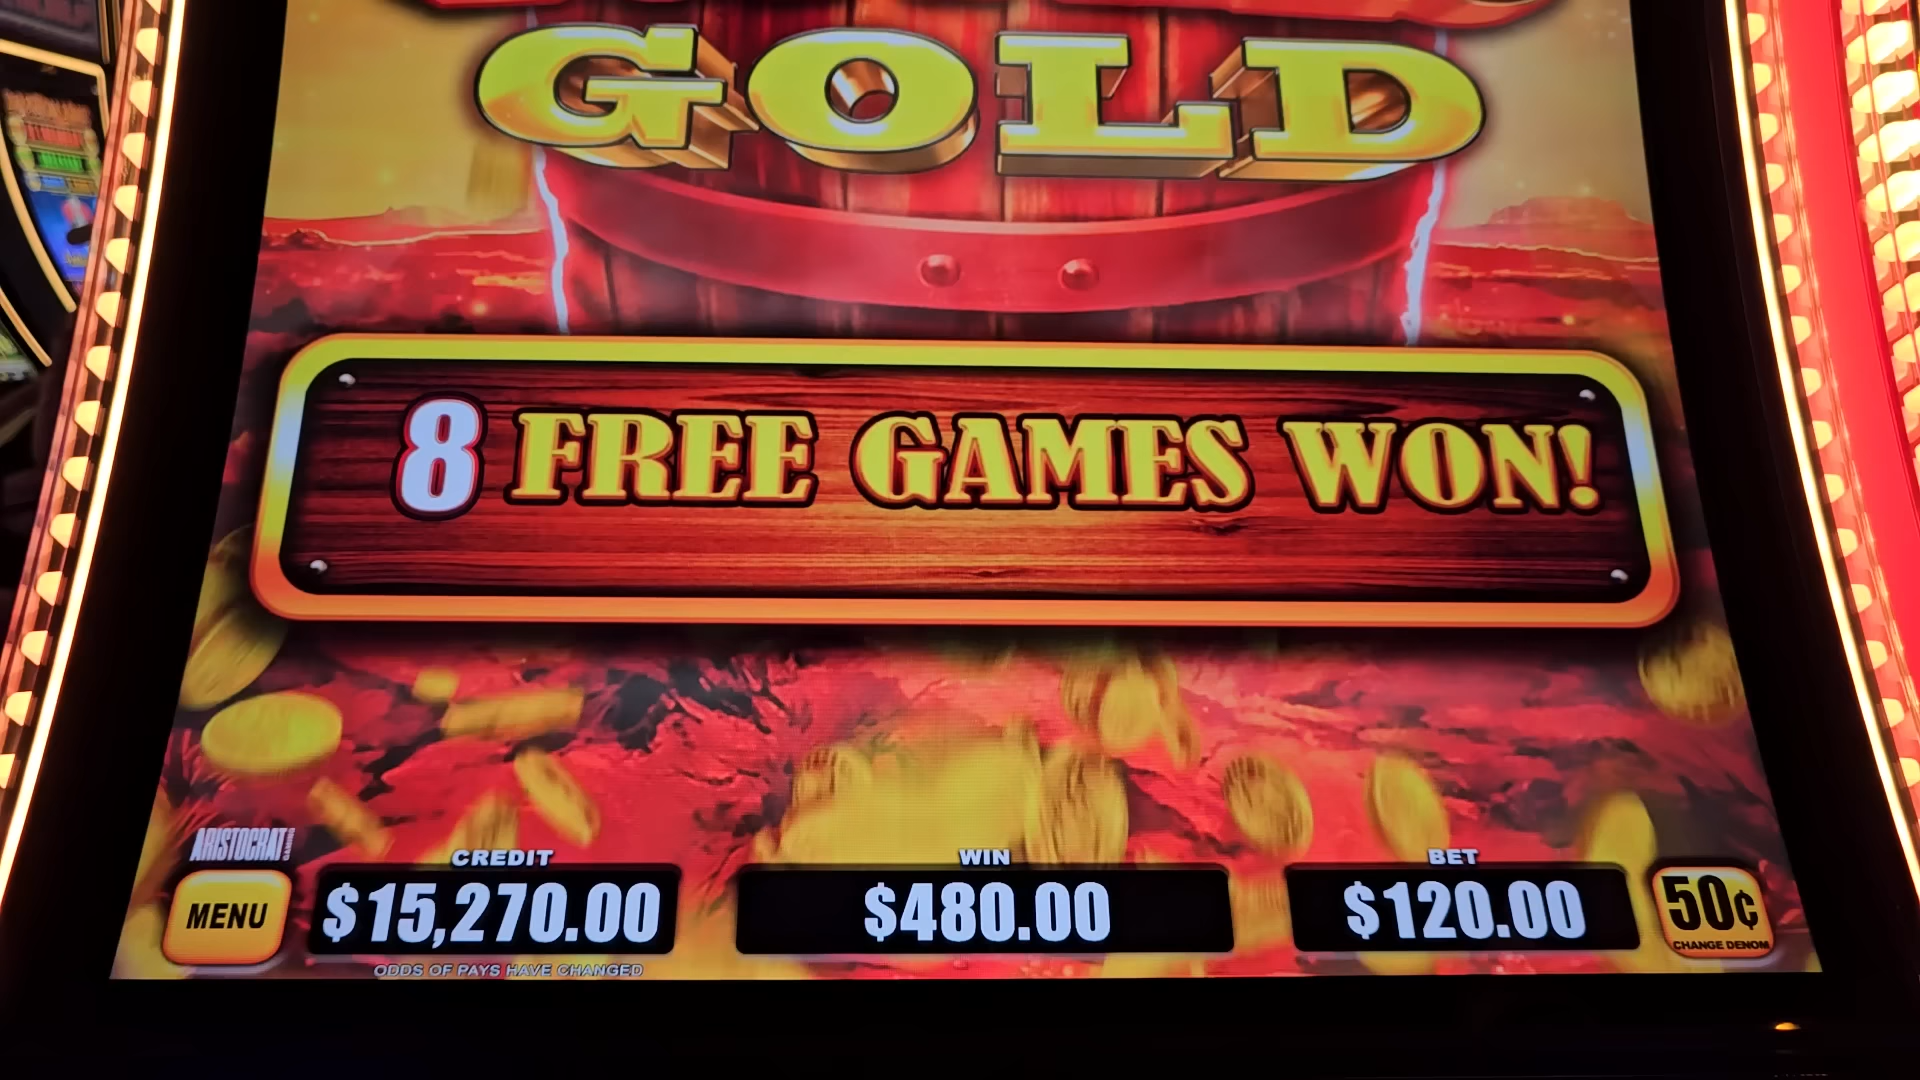 GOLD
8 FREE GAMES WON!
ARISTOCRAT
GAMING
CREDIT
WIN
BET
MENU
$15,270.00
$480.00
$120.00
50¢
CHANGE DENOM
ODDS OF PAYS HAVE CHANGED